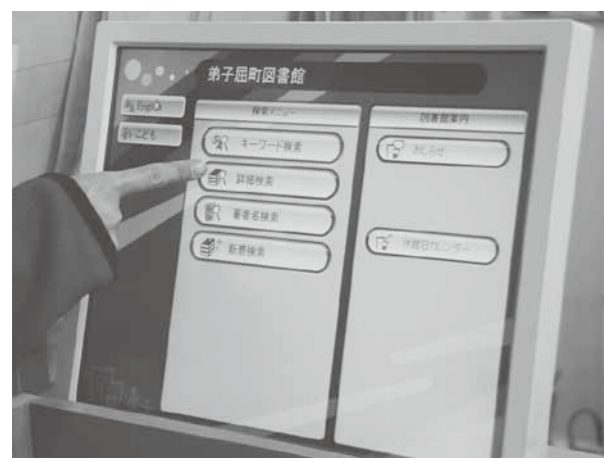 弟子屈町図書館
English
こども
検索メニュー
キーワード検索
詳細検索
著者名検索
新着検索
図書館案内
おしらせ
休館日カレンダー